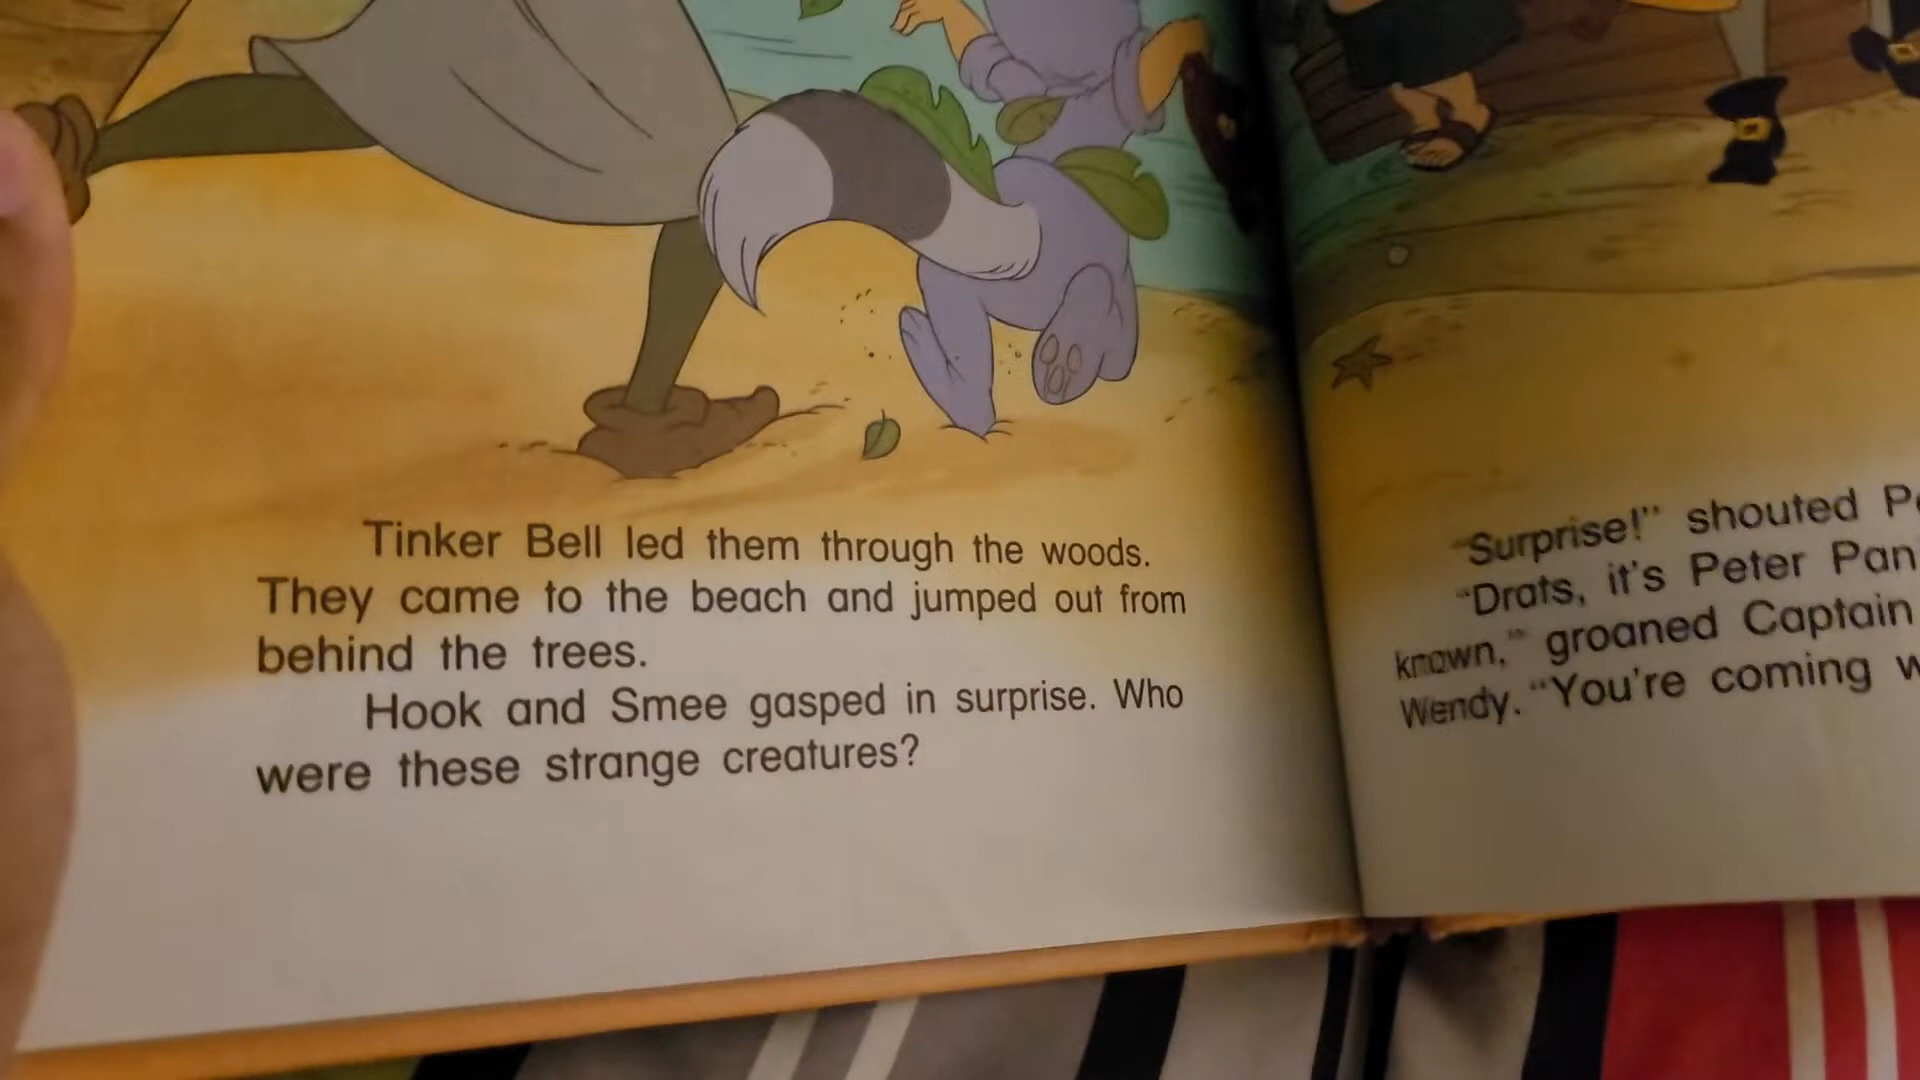 Tinker Bell led them through the woods.
They came to the beach and jumped out from
behind the trees.
Hook and Smee gasped in surprise. Who
were these strange creatures?
“Surprise!” shouted
“Drats, it’s Peter Pan
known,” groaned Captain
Wendy. “You’re coming